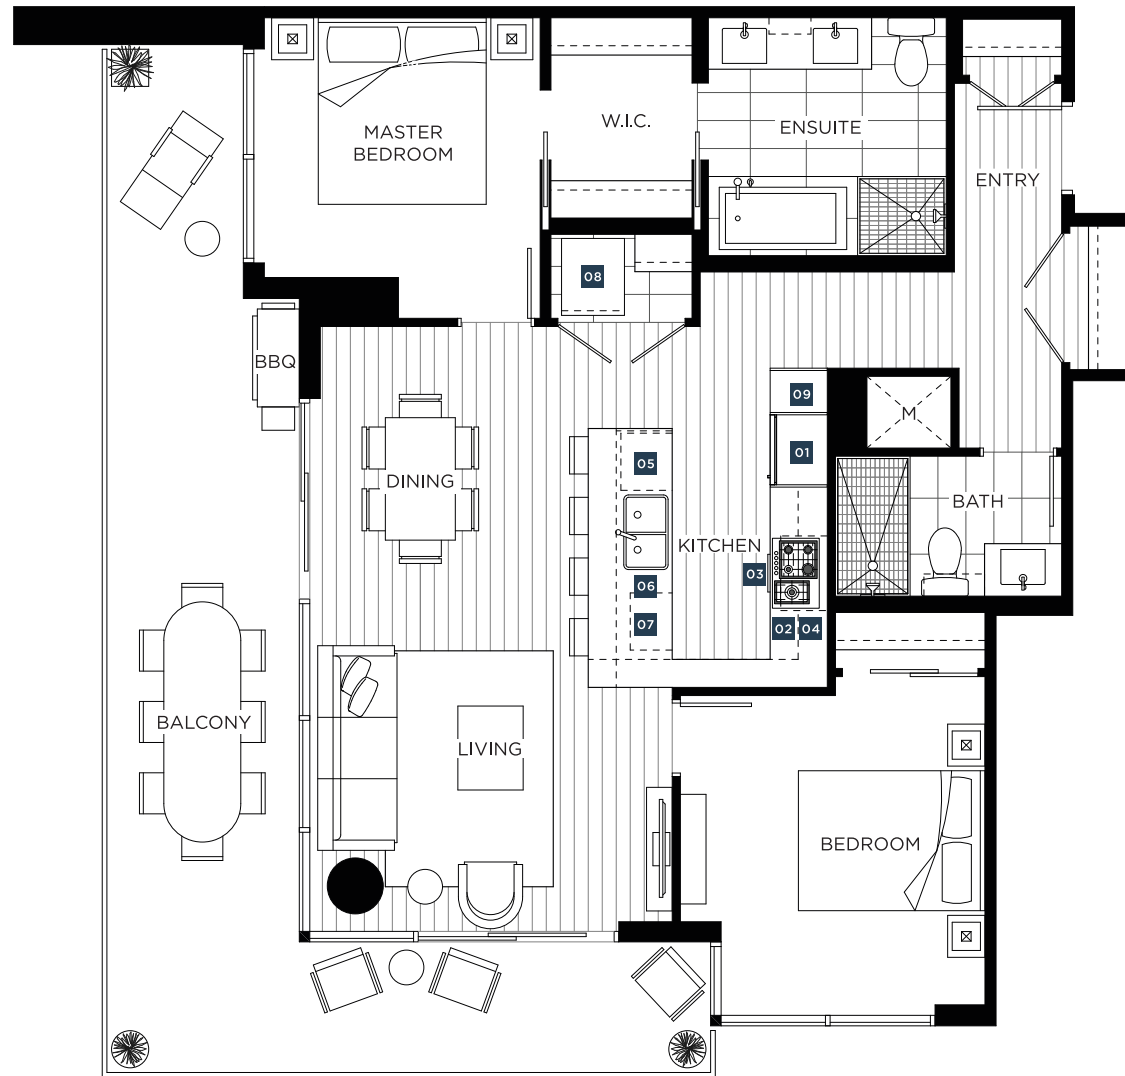 MASTER
BEDROOM
W.I.C.
ENSUITE
ENTRY
08
BBQ
09
M
01
05
DINING
BATH
KITCHEN
03
06
07
02
04
BALCONY
LIVING
BEDROOM